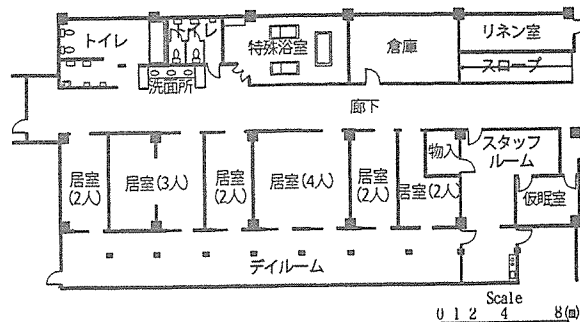 トイレ
トイレ
洗面所
特殊浴室
倉庫
リネン室
スロープ
廊下
居室
(2人)
居室(3人)
居室
(2人)
居室(4人)
居室
(2人)
物入
居室(2人)
スタッフ
ルーム
仮眠室
デイルーム
Scale
0 1 2 4 8(m)